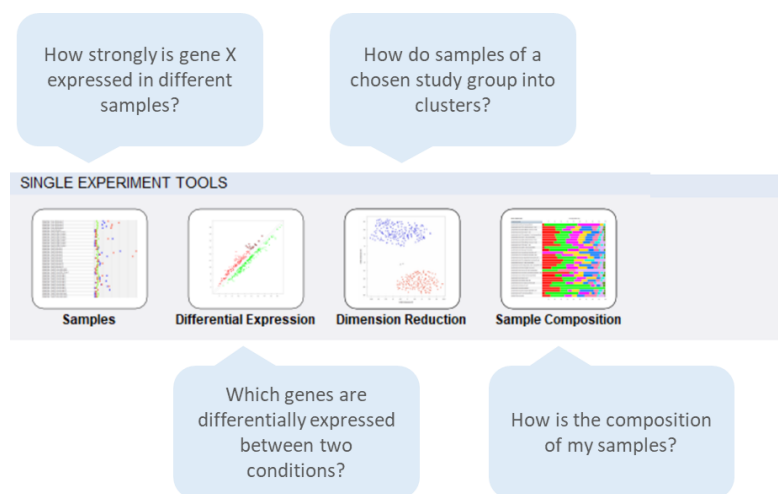 How strongly is gene X
expressed in different
samples?
How do samples of a
chosen study group into
clusters?
SINGLE EXPERIMENT TOOLS
Samples
Differential Expression
Dimension Reduction
Sample Composition
Which genes are
differentially expressed
between two
conditions?
How is the composition
of my samples?